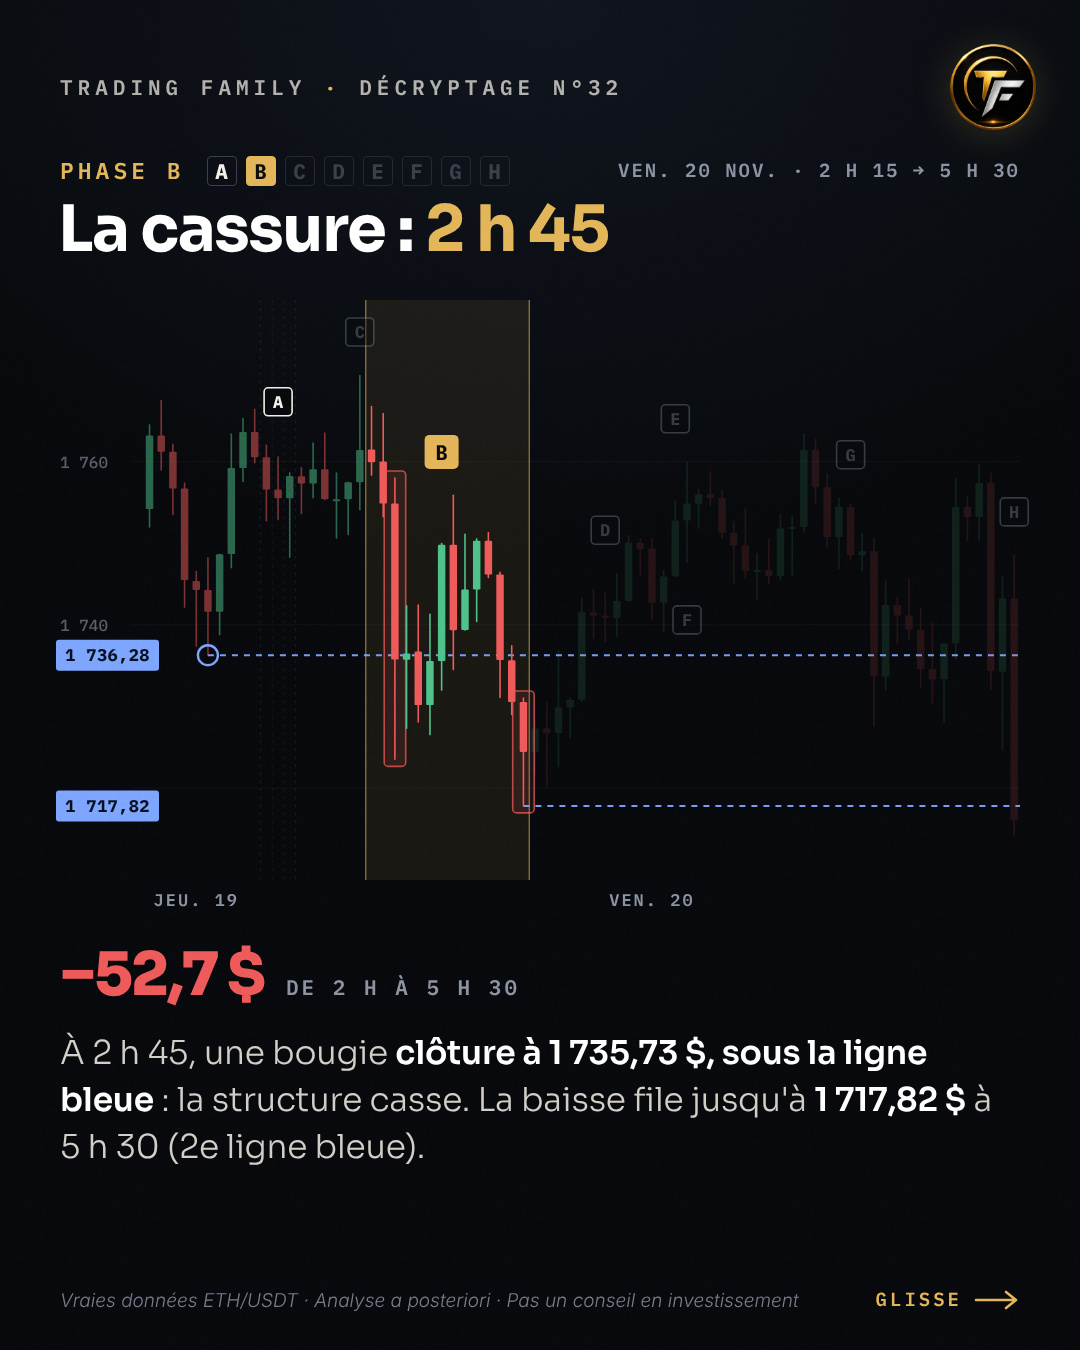 TRADING FAMILY · DÉCRYPTAGE N°32
TF
PHASE B A B C D E F G H
VEN. 20 NOV. · 2 H 15 → 5 H 30
La cassure : 2 h 45
C
A
B
E
G
1 760
H
D
F
1 740
1 736,28
1 717,82
JEU. 19
VEN. 20
−52,7 $ DE 2 H À 5 H 30
À 2 h 45, une bougie clôture à 1 735,73 $, sous la ligne
bleue : la structure casse. La baisse file jusqu'à 1 717,82 $ à
5 h 30 (2e ligne bleue).
Vraies données ETH/USDT · Analyse a posteriori · Pas un conseil en investissement
GLISSE →